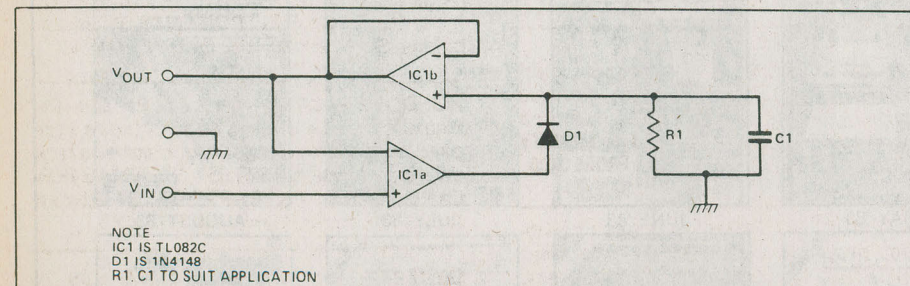 VOUT
IC1b
D1
R1
C1
IC1a
VIN
NOTE
IC1 IS TL082C
D1 IS 1N4148
R1, C1 TO SUIT APPLICATION